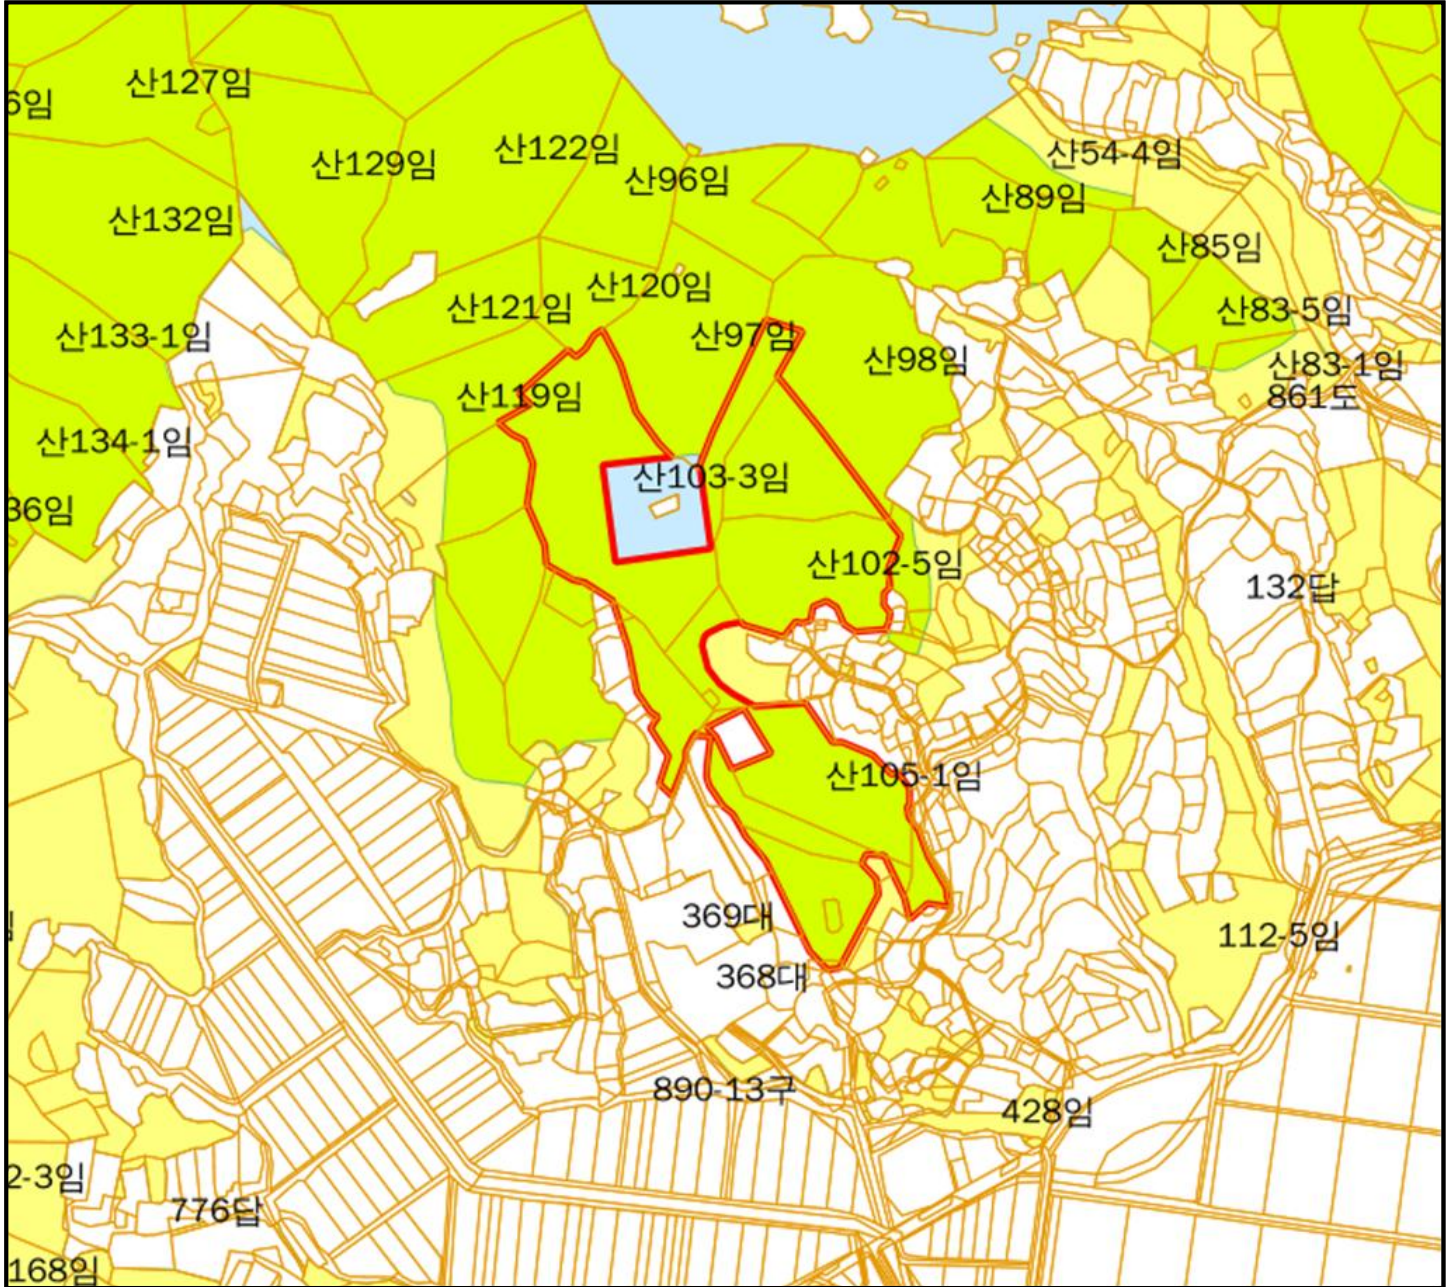 산127임
6임
산122임
산54-4임
산129임
산96임
산89임
산132임
산85임
산120임
산121임
산83-5임
산133-1임
산97임
산98임
산83-1임
산119임
861도
산134-1임
산103-3임
36임
산102-5임
132답
산105-1임
369대
112-5임
368대
890-13구
428임
2-3임
776답
168임